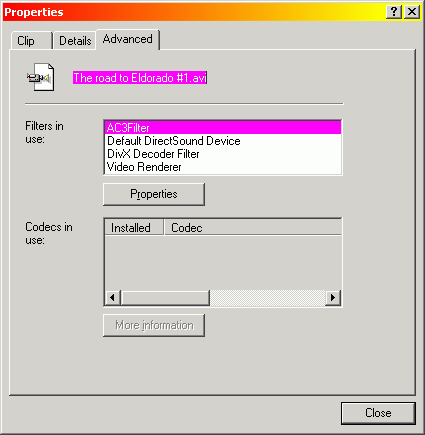 Properties
Clip Details Advanced
The road to Eldorado #1.avi
Filters in use:
AC3Filter
Default DirectSound Device
DivX Decoder Filter
Video Renderer
Properties
Codecs in use:
Installed Codec
More information
Close